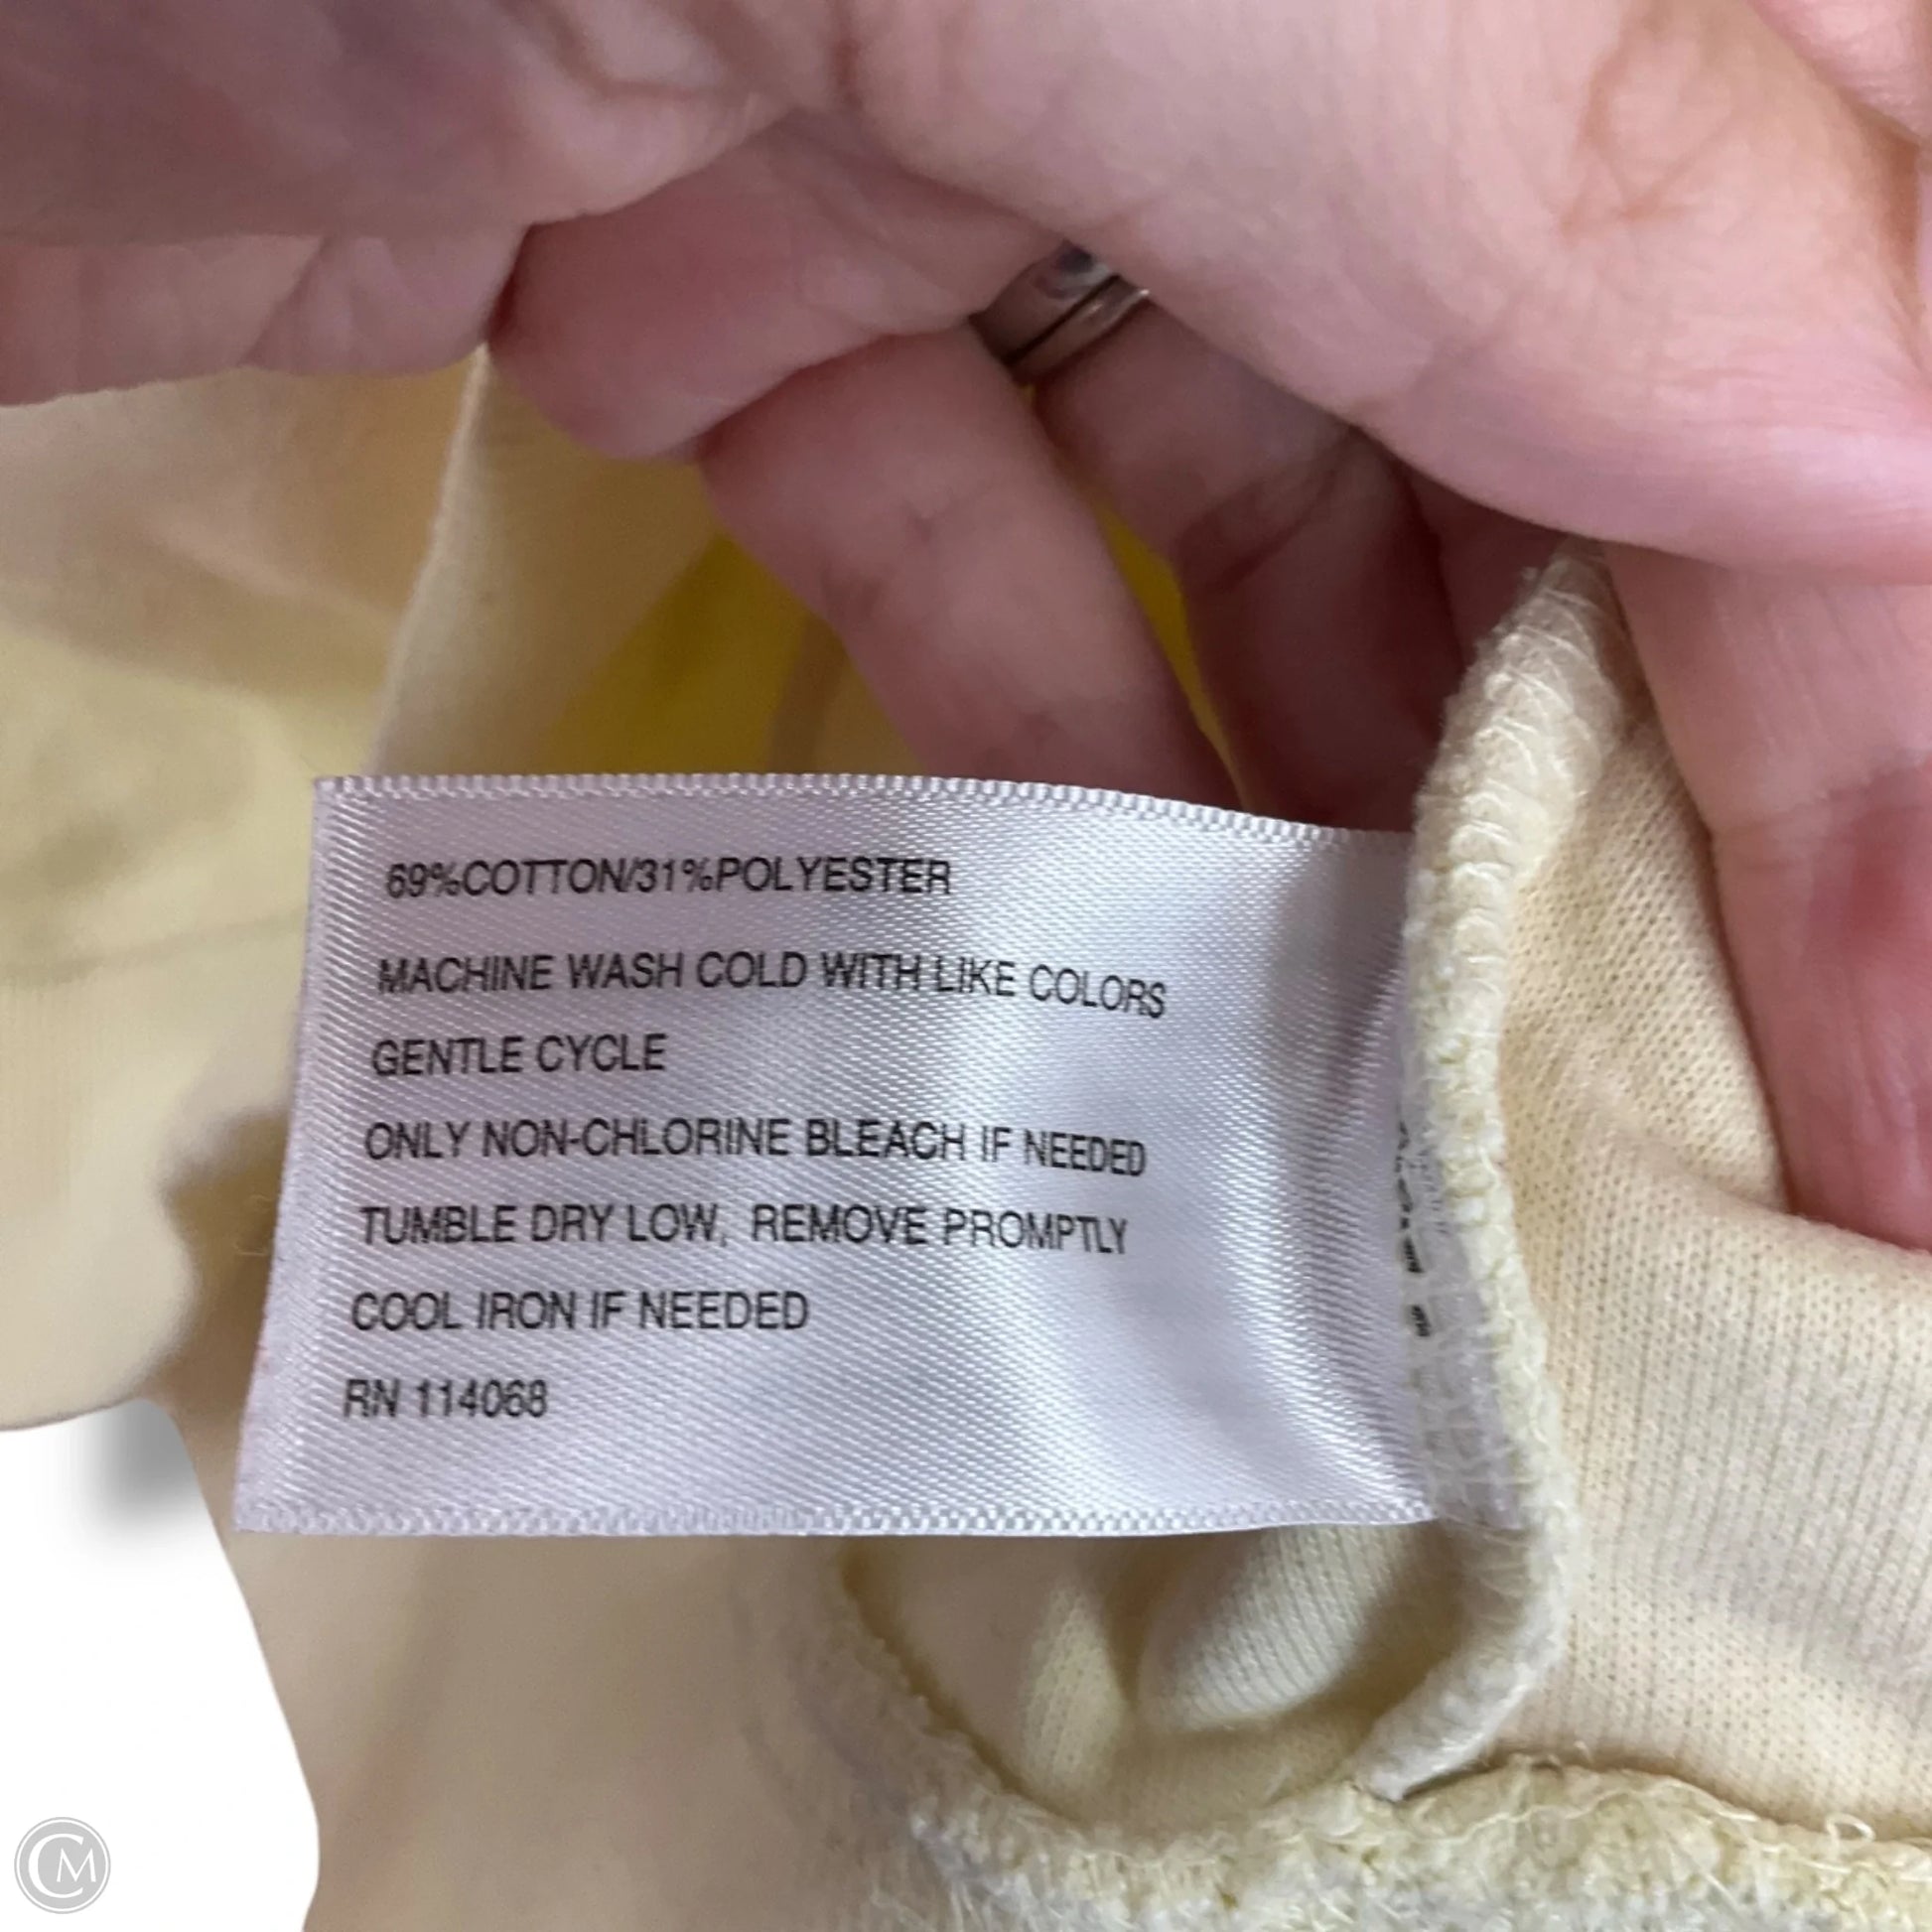 69%COTTON/31%POLYESTER
MACHINE WASH COLD WITH LIKE COLORS
GENTLE CYCLE
ONLY NON-CHLORINE BLEACH IF NEEDED
TUMBLE DRY LOW, REMOVE PROMPTLY
COOL IRON IF NEEDED
RN 114068
CM